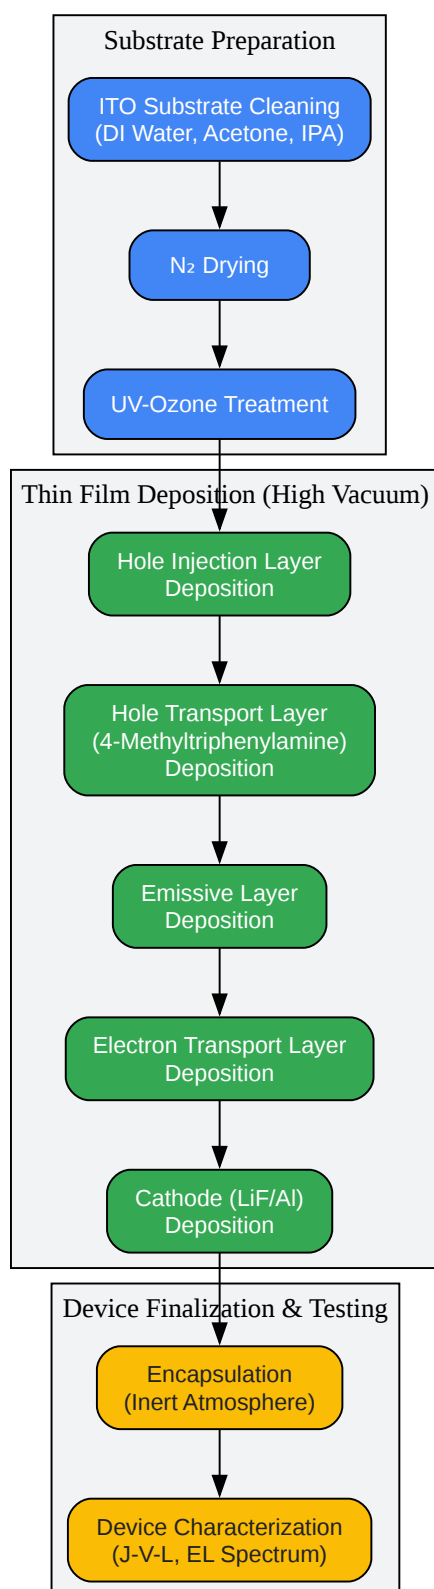 Substrate Preparation
ITO Substrate Cleaning
(DI Water, Acetone, IPA)
N₂ Drying
UV-Ozone Treatment
Thin Film Deposition (High Vacuum)
Hole Injection Layer
Deposition
Hole Transport Layer
(4-Methyltriphenylamine)
Deposition
Emissive Layer
Deposition
Electron Transport Layer
Deposition
Cathode (LiF/Al)
Deposition
Device Finalization & Testing
Encapsulation
(Inert Atmosphere)
Device Characterization
(J-V-L, EL Spectrum)